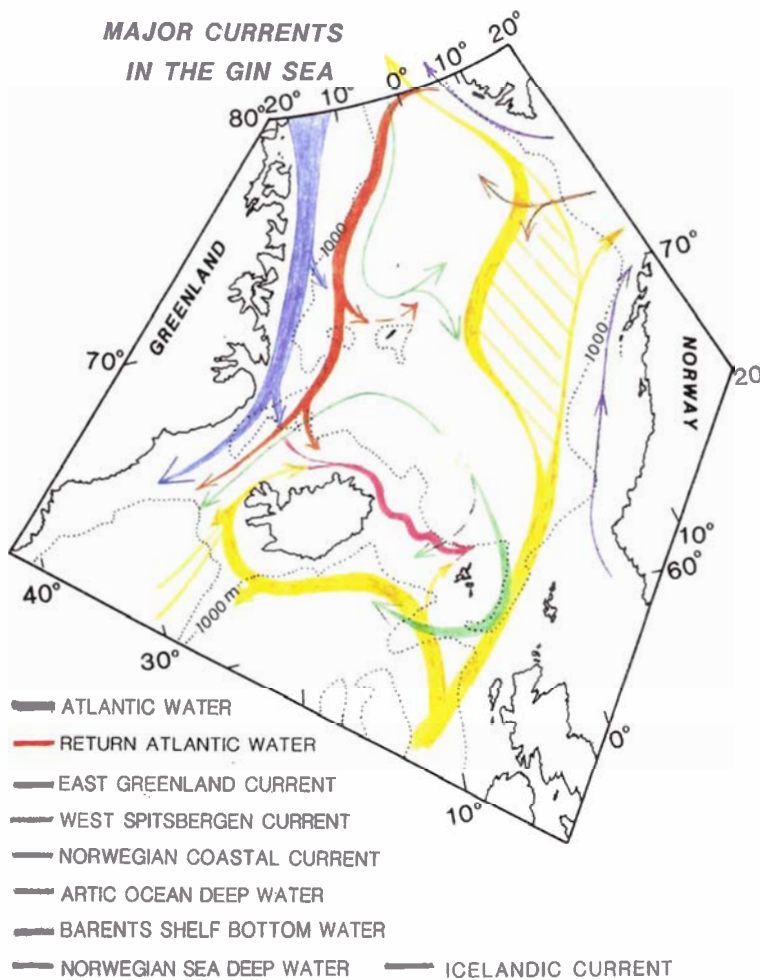 MAJOR CURRENTS
IN THE GIN SEA
80° 20° 10° 0° 10° 20°
1000
GREENLAND
70°
70°
1000
NORWAY
20
10°
60°
40°
1000 m
30°
0°
10°
ATLANTIC WATER
RETURN ATLANTIC WATER
EAST GREENLAND CURRENT
WEST SPITSBERGEN CURRENT
NORWEGIAN COASTAL CURRENT
ARTIC OCEAN DEEP WATER
BARENTS SHELF BOTTOM WATER
NORWEGIAN SEA DEEP WATER ICELANDIC CURRENT